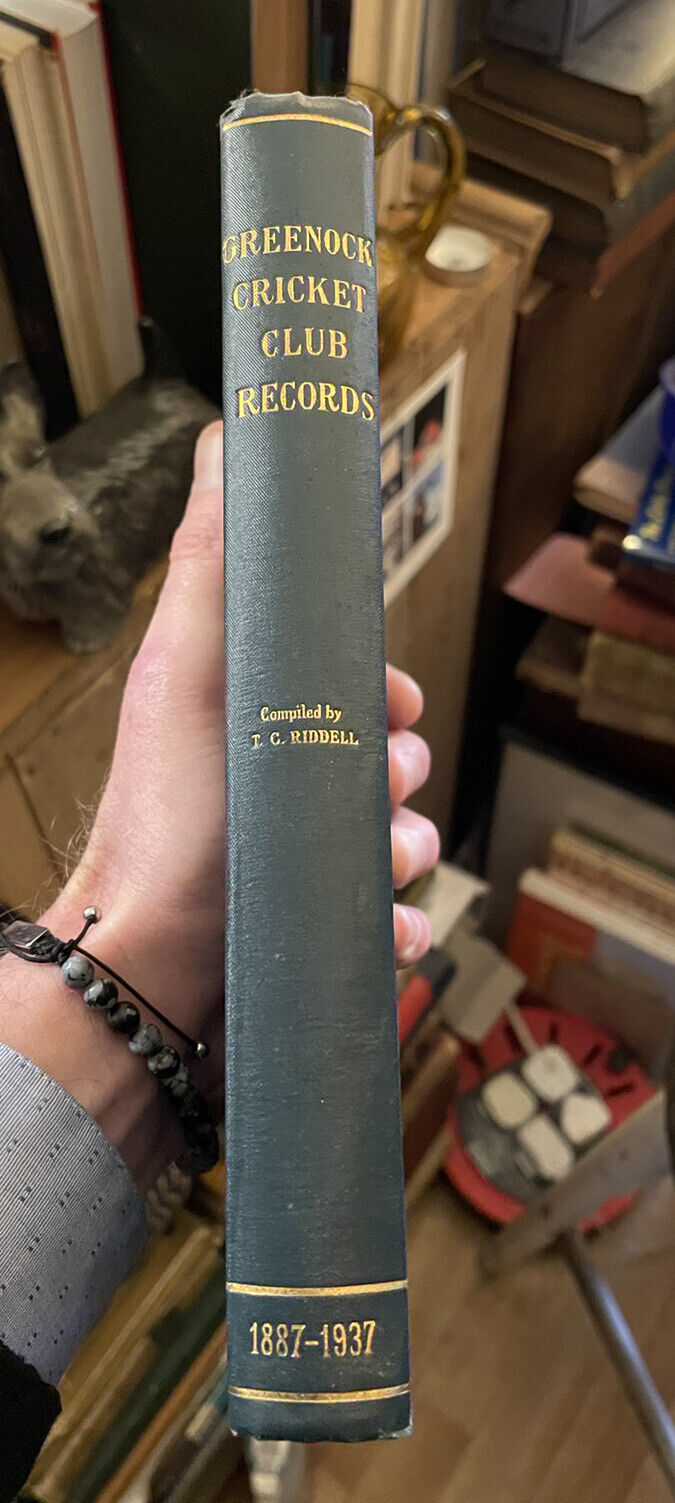 GREENOCK
CRICKET
CLUB
RECORDS
Compiled by
T. C. RIDDELL
1887-1937